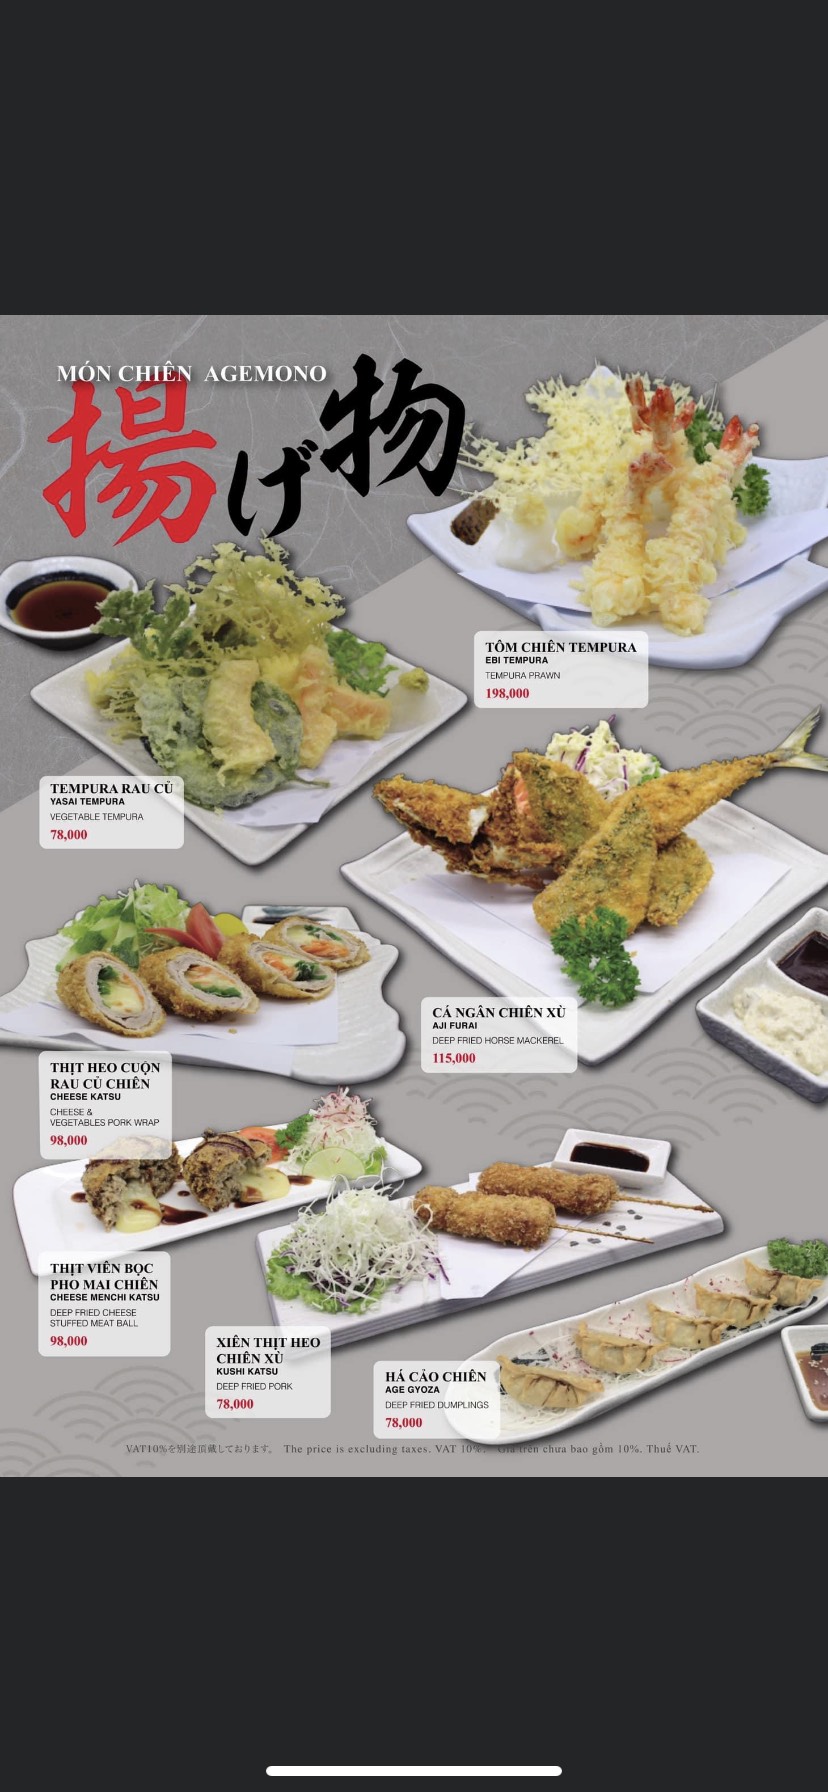 MÓN CHIÊN AGEMONO
揚げ物
TÔM CHIÊN TEMPURA
EBI TEMPURA
TEMPURA PRAWN
198,000
TEMPURA RAU CỦ
YASAI TEMPURA
VEGETABLE TEMPURA
78,000
CÁ NGÂN CHIÊN XÙ
AJI FURAI
DEEP FRIED HORSE MACKEREL
115,000
THỊT HEO CUỘN
RAU CỦ CHIÊN
CHEESE KATSU
CHEESE &
VEGETABLES PORK WRAP
98,000
THỊT VIÊN BỌC
PHO MAI CHIÊN
CHEESE MENCHI KATSU
DEEP FRIED CHEESE
STUFFED MEAT BALL
98,000
XIÊN THỊT HEO
CHIÊN XÙ
KUSHI KATSU
DEEP FRIED PORK
78,000
HÁ CẢO CHIÊN
AGE GYOZA
DEEP FRIED DUMPLINGS
78,000
VAT10%を別途頂戴しております。 The price is excluding taxes. VAT 10%. Giá trên chưa bao gồm 10%. Thuế VAT.